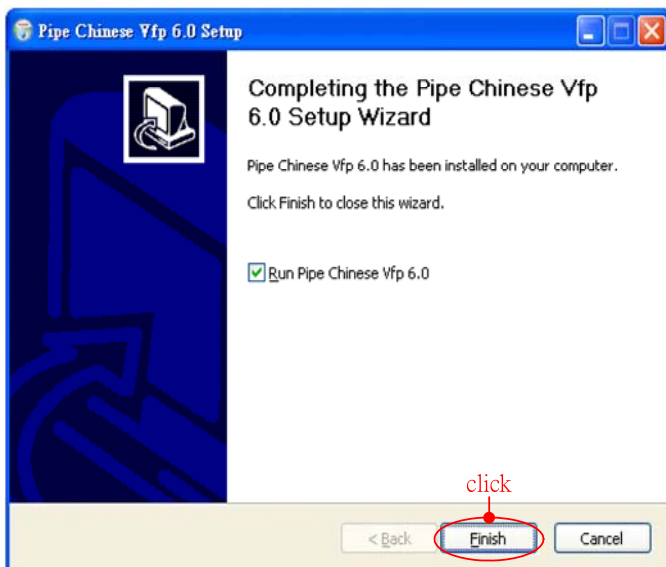 Pipe Chinese Vfp 6.0 Setup
Completing the Pipe Chinese Vfp
6.0 Setup Wizard
Pipe Chinese Vfp 6.0 has been installed on your computer.
Click Finish to close this wizard.
Run Pipe Chinese Vfp 6.0
click
< Back
Finish
Cancel